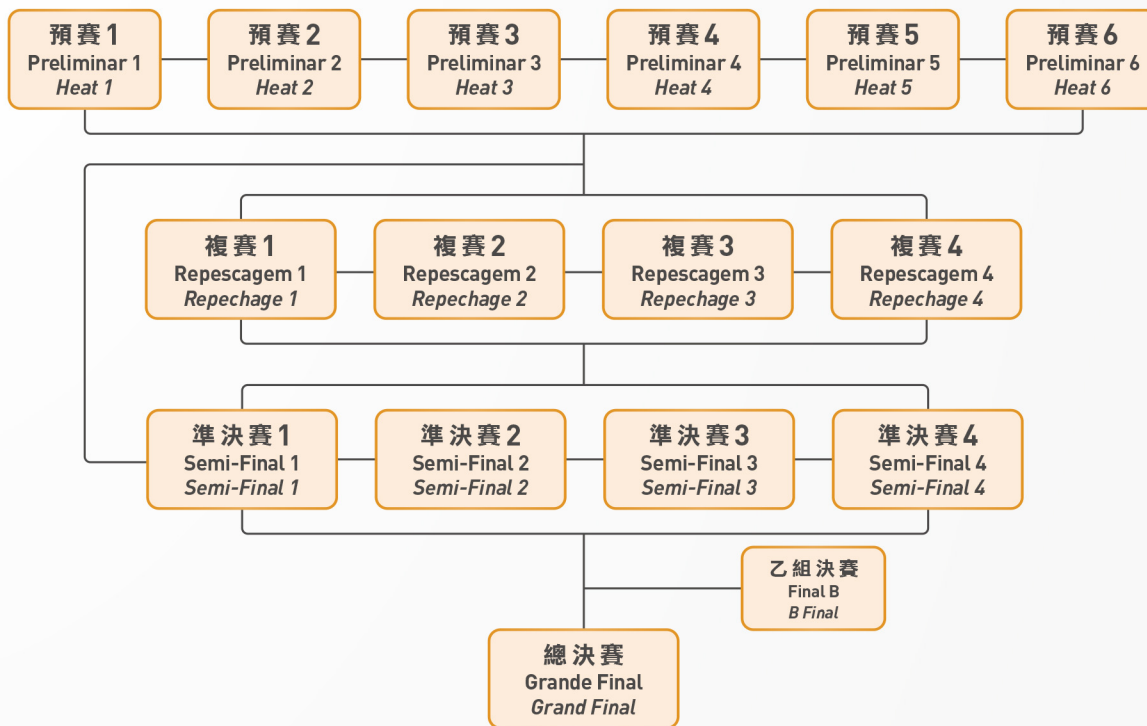 預賽1
Preliminar 1
Heat 1
預賽2
Preliminar 2
Heat 2
預賽3
Preliminar 3
Heat 3
預賽4
Preliminar 4
Heat 4
預賽5
Preliminar 5
Heat 5
預賽6
Preliminar 6
Heat 6
複賽1
Repescagem 1
Repechage 1
複賽2
Repescagem 2
Repechage 2
複賽3
Repescagem 3
Repechage 3
複賽4
Repescagem 4
Repechage 4
準決賽1
Semi-Final 1
Semi-Final 1
準決賽2
Semi-Final 2
Semi-Final 2
準決賽3
Semi-Final 3
Semi-Final 3
準決賽4
Semi-Final 4
Semi-Final 4
乙組決賽
Final B
B Final
總決賽
Grande Final
Grand Final